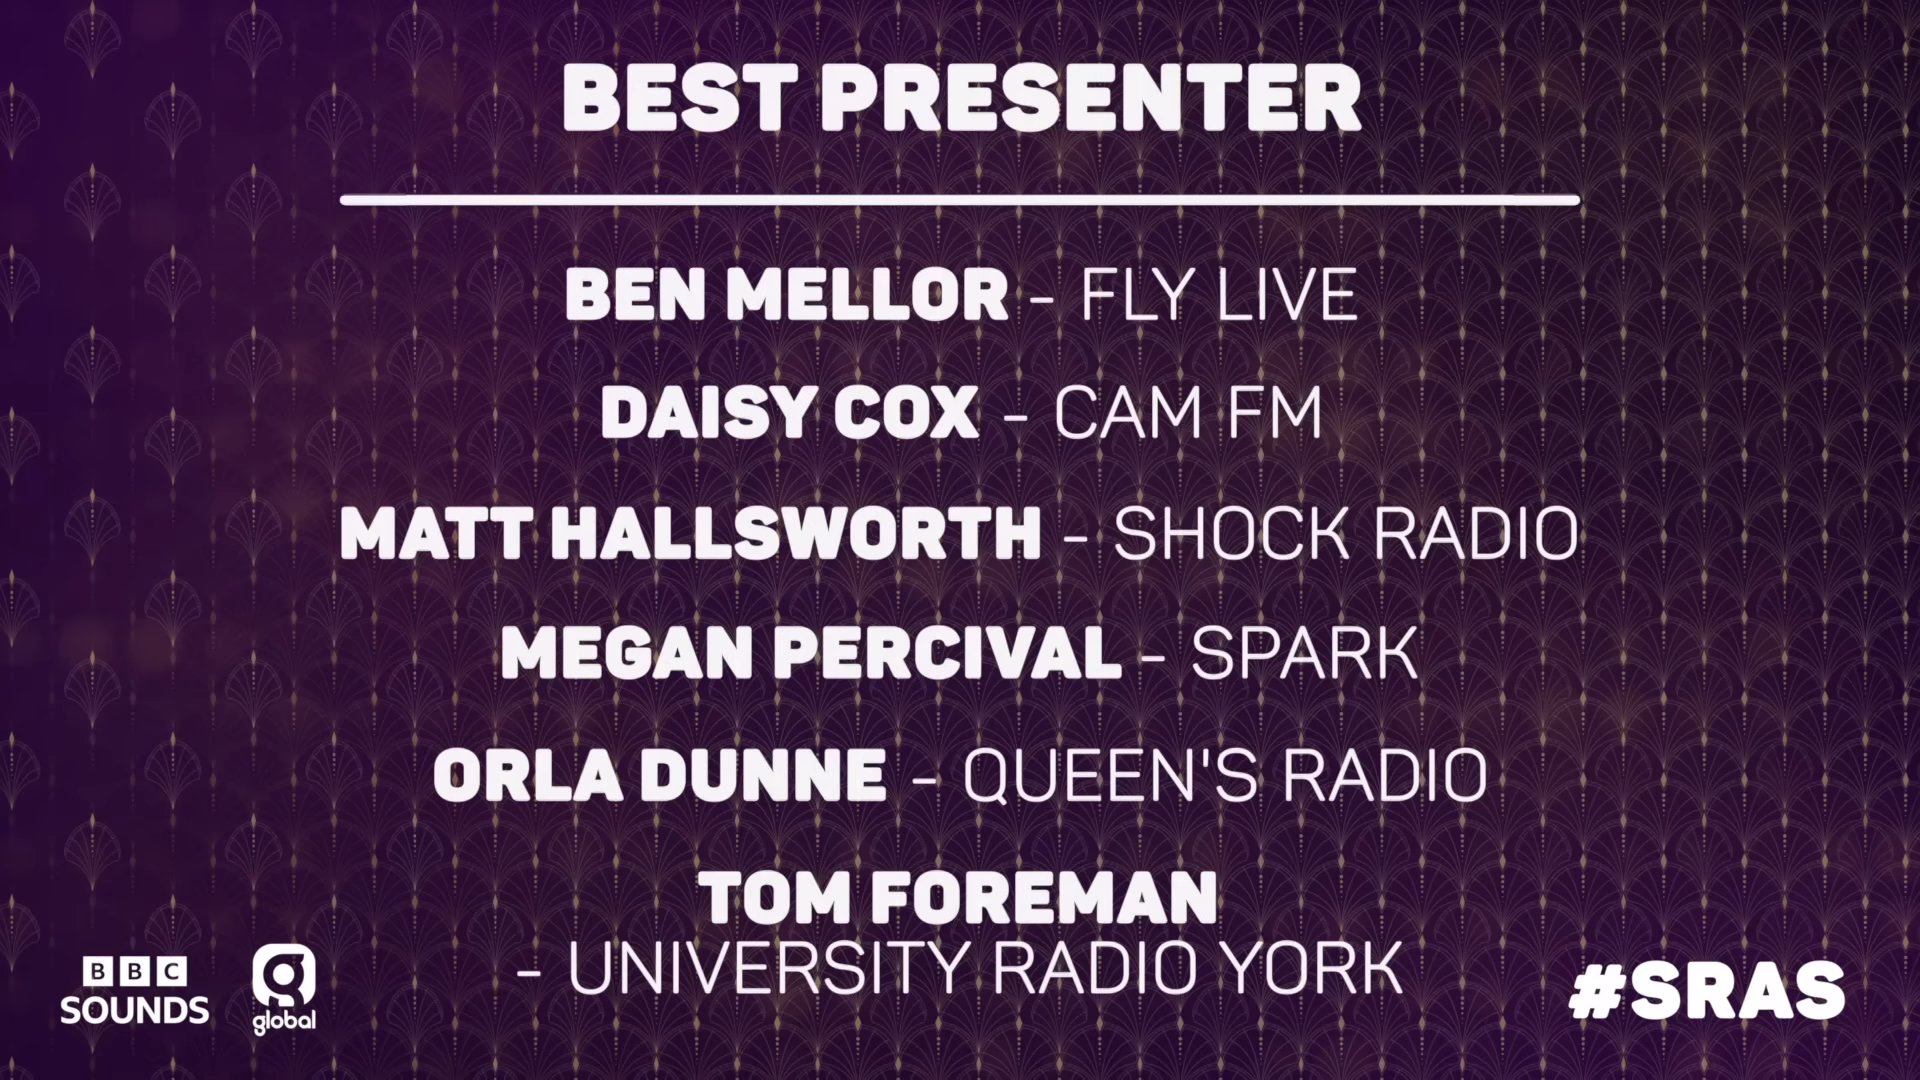 BEST PRESENTER
BEN MELLOR - FLY LIVE
DAISY COX - CAM FM
MATT HALLSWORTH - SHOCK RADIO
MEGAN PERCIVAL - SPARK
ORLA DUNNE - QUEEN'S RADIO
TOM FOREMAN
- UNIVERSITY RADIO YORK
BBC
SOUNDS
global
#SRAS